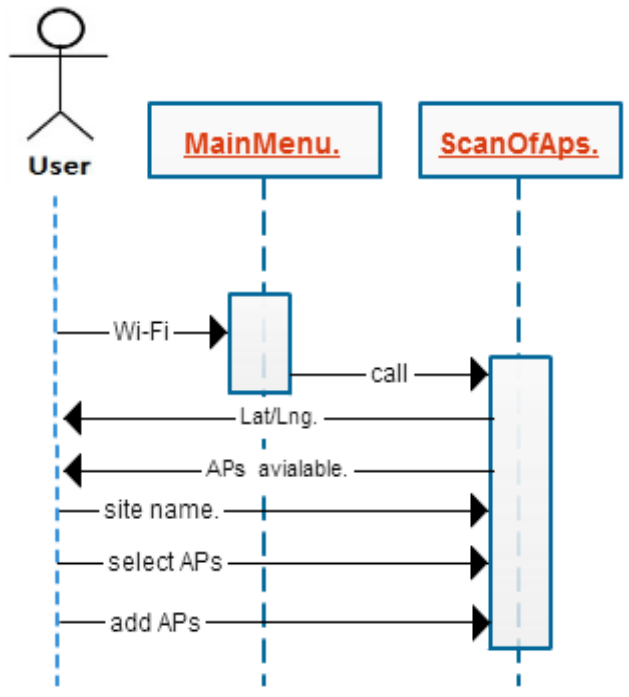 User
MainMenu.
ScanOfAps.
Wi-Fi
call
Lat/Lng.
APs avialable.
site name.
select APs
add APs